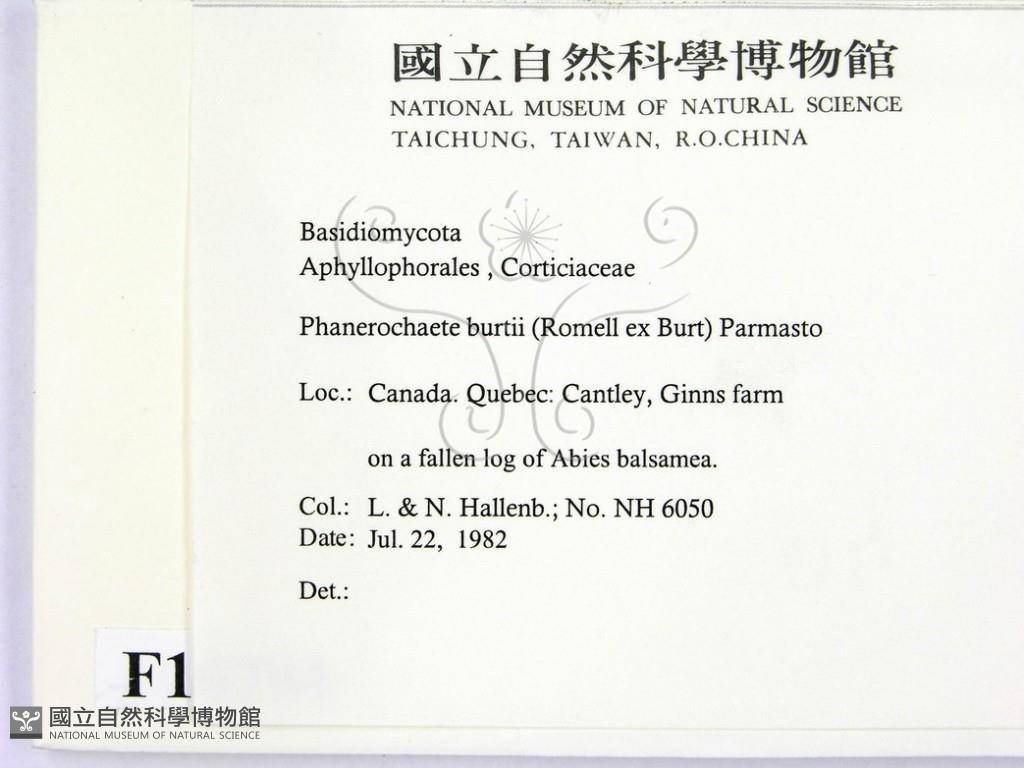 國立自然科學博物館
NATIONAL MUSEUM OF NATURAL SCIENCE
TAICHUNG, TAIWAN, R.O.CHINA
Basidiomycota
Aphyllophorales , Corticiaceae
Phanerochaete burtii (Romell ex Burt) Parmasto
Loc.: Canada. Quebec: Cantley, Ginns farm
on a fallen log of Abies balsamea.
Col.: L. & N. Hallenb.; No. NH 6050
Date: Jul. 22, 1982
Det.:
F1
國立自然科學博物館
NATIONAL MUSEUM OF NATURAL SCIENCE